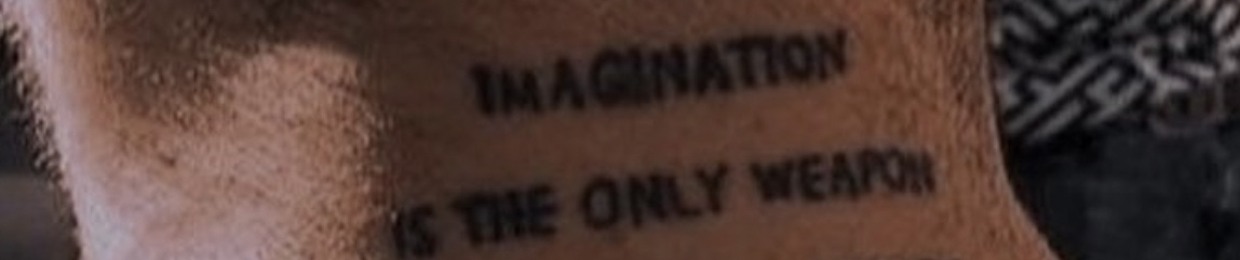 IMAGINATION
IS THE ONLY WEAPON